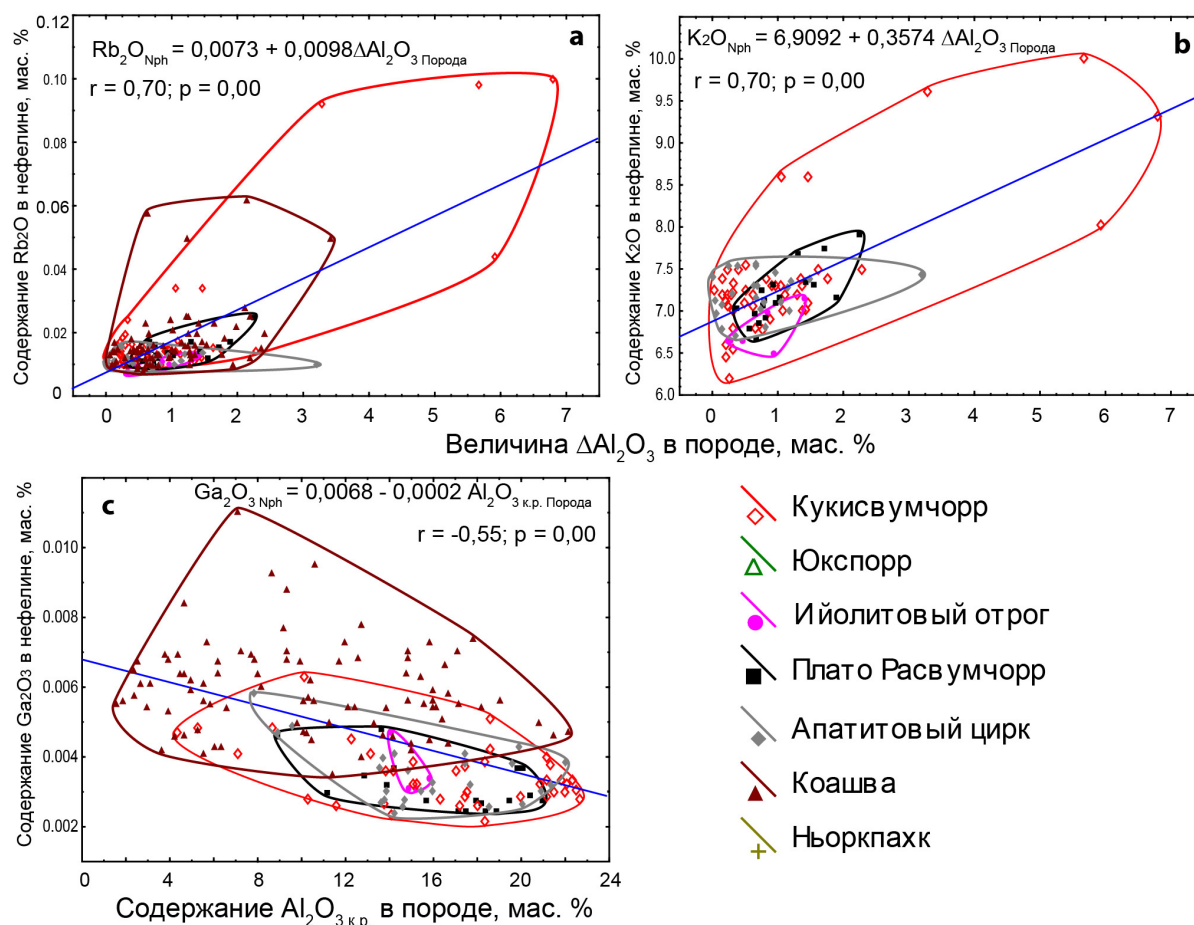 a
Rb2O Nph = 0,0073 + 0,0098ΔAl2O3 Порода
r = 0,70; p = 0,00
Содержание Rb2O в нефелине, мас. %
0.12
0.10
0.08
0.06
0.04
0.02
0
0 1 2 3 4 5 6 7
b
K2O Nph = 6,9092 + 0,3574 ΔAl2O3 Порода
r = 0,70; p = 0,00
Содержание K2O в нефелине, мас. %
10.0
9.5
9.0
8.5
8.0
7.5
7.0
6.5
6.0
0 1 2 3 4 5 6 7
Величина ΔAl2O3 в породе, мас. %
c
Ga2O3 Nph = 0,0068 - 0,0002 Al2O3 к.р. Порода
r = -0,55; p = 0,00
Содержание Ga2O3 в нефелине, мас. %
0.010
0.008
0.006
0.004
0.002
0 4 8 12 16 20 24
Содержание Al2O3 к.р. в породе, мас. %
Кукисвумчорр
Юкспорр
Ийолитовый отрог
Плато Расвумчорр
Апатитовый цирк
Коашва
Ньоркпахк